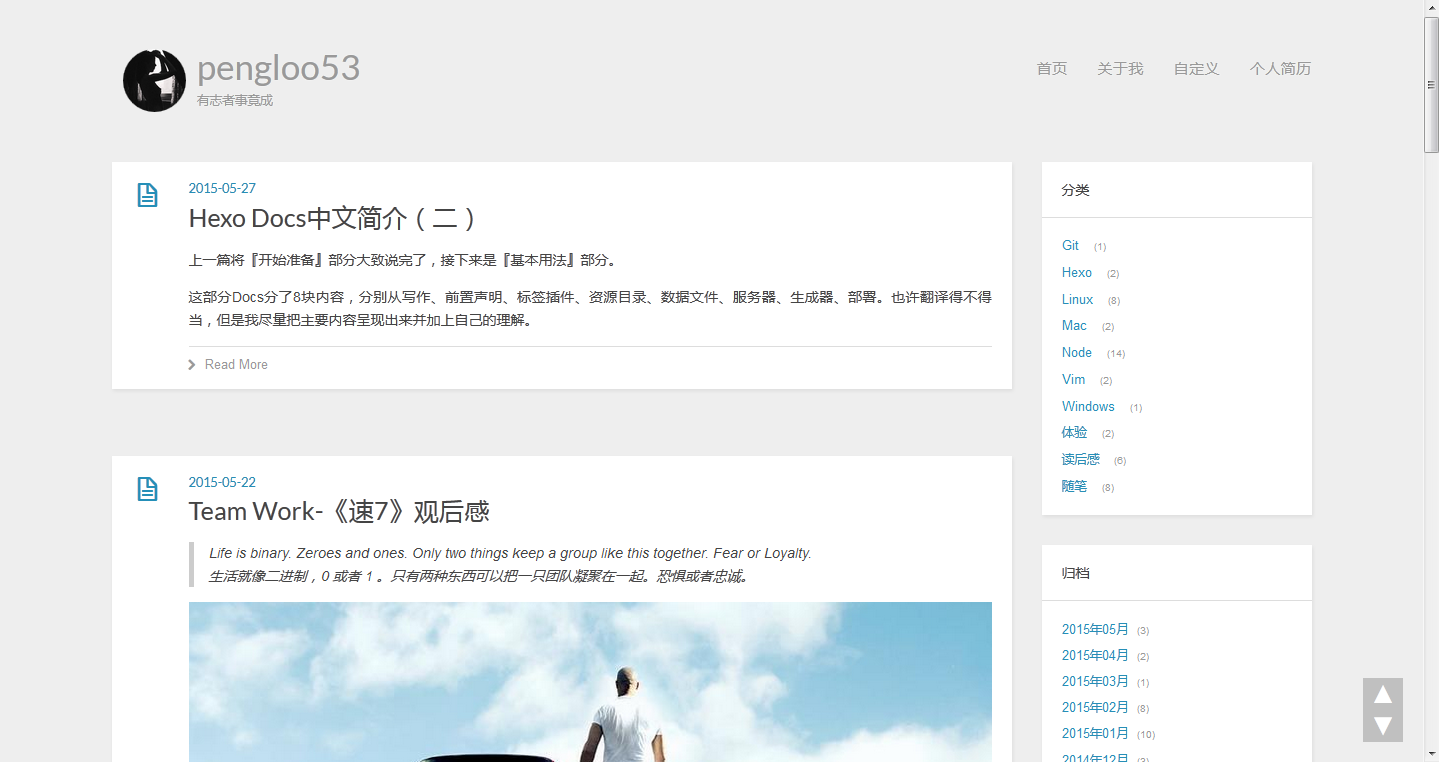 pengloo53
有志者事竟成
首页 关于我 自定义 个人简历
2015-05-27
Hexo Docs中文简介（二）
上一篇将『开始准备』部分大致说完了，接下来是『基本用法』部分。
这部分Docs分了8块内容，分别从写作、前置声明、标签插件、资源目录、数据文件、服务器、生成器、部署。也许翻译得不得
当，但是我尽量把主要内容呈现出来并加上自己的理解。
Read More
2015-05-22
Team Work-《速7》观后感
Life is binary. Zeroes and ones. Only two things keep a group like this together. Fear or Loyalty.
生活就像二进制，0 或者 1 。只有两种东西可以把一只团队凝聚在一起。恐惧或者忠诚。
分类
Git (1)
Hexo (2)
Linux (8)
Mac (2)
Node (14)
Vim (2)
Windows (1)
体验 (2)
读后感 (6)
随笔 (8)
归档
2015年05月 (3)
2015年04月 (2)
2015年03月 (1)
2015年02月 (8)
2015年01月 (10)
2014年12月 (3)